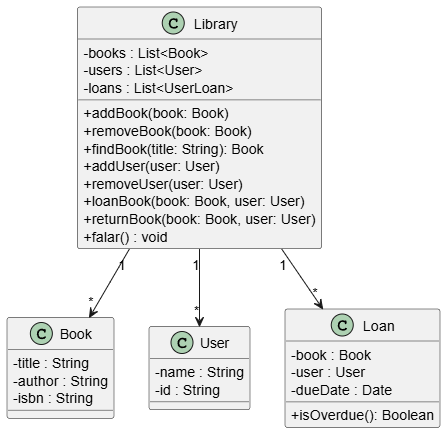 C Library
-books : List<Book>
-users : List<User>
-loans : List<UserLoan>
+addBook(book: Book)
+removeBook(book: Book)
+findBook(title: String): Book
+addUser(user: User)
+removeUser(user: User)
+loanBook(book: Book, user: User)
+returnBook(book: Book, user: User)
+falar() : void
1 1 1
* * *
C Book
-title : String
-author : String
-isbn : String
C User
-name : String
-id : String
C Loan
-book : Book
-user : User
-dueDate : Date
+isOverdue(): Boolean